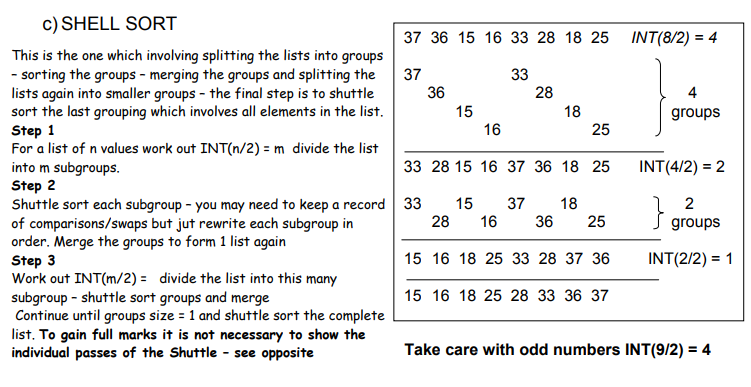 c) SHELL SORT
This is the one which involving splitting the lists into groups
– sorting the groups – merging the groups and splitting the
lists again into smaller groups – the final step is to shuttle
sort the last grouping which involves all elements in the list.
Step 1
For a list of n values work out INT(n/2) = m divide the list
into m subgroups.
Step 2
Shuttle sort each subgroup – you may need to keep a record
of comparisons/swaps but jut rewrite each subgroup in
order. Merge the groups to form 1 list again
Step 3
Work out INT(m/2) = divide the list into this many
subgroup – shuttle sort groups and merge
Continue until groups size = 1 and shuttle sort the complete
list. To gain full marks it is not necessary to show the
individual passes of the Shuttle – see opposite
37 36 15 16 33 28 18 25 INT(8/2) = 4
37 33
36 28 4
15 18 groups
16 25
33 28 15 16 37 36 18 25 INT(4/2) = 2
33 15 37 18 2
28 16 36 25 groups
15 16 18 25 33 28 37 36 INT(2/2) = 1
15 16 18 25 28 33 36 37
Take care with odd numbers INT(9/2) = 4